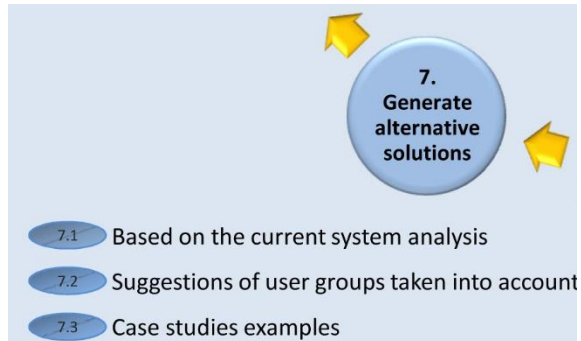 7.
Generate
alternative
solutions
7.1 Based on the current system analysis
7.2 Suggestions of user groups taken into account
7.3 Case studies examples